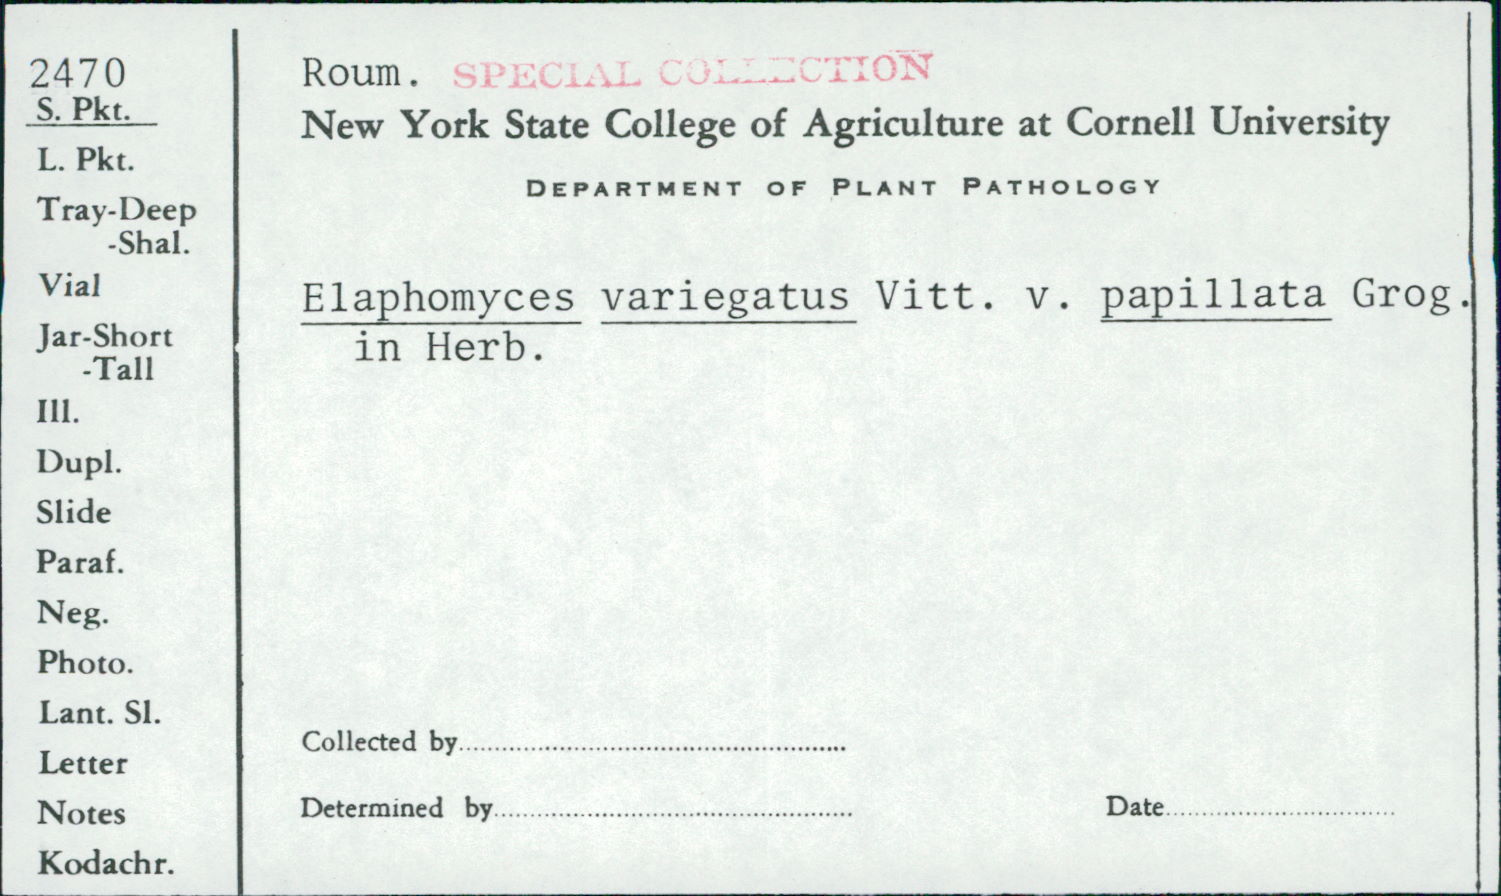 2470
S. Pkt.
L. Pkt.
Tray-Deep
-Shal.
Vial
Jar-Short
-Tall
Ill.
Dupl.
Slide
Paraf.
Neg.
Photo.
Lant. Sl.
Letter
Notes
Kodachr.
Roum. SPECIAL COLLECTION
New York State College of Agriculture at Cornell University
DEPARTMENT OF PLANT PATHOLOGY
Elaphomyces variegatus Vitt. v. papillata Grog.
in Herb.
Collected by
Determined by
Date